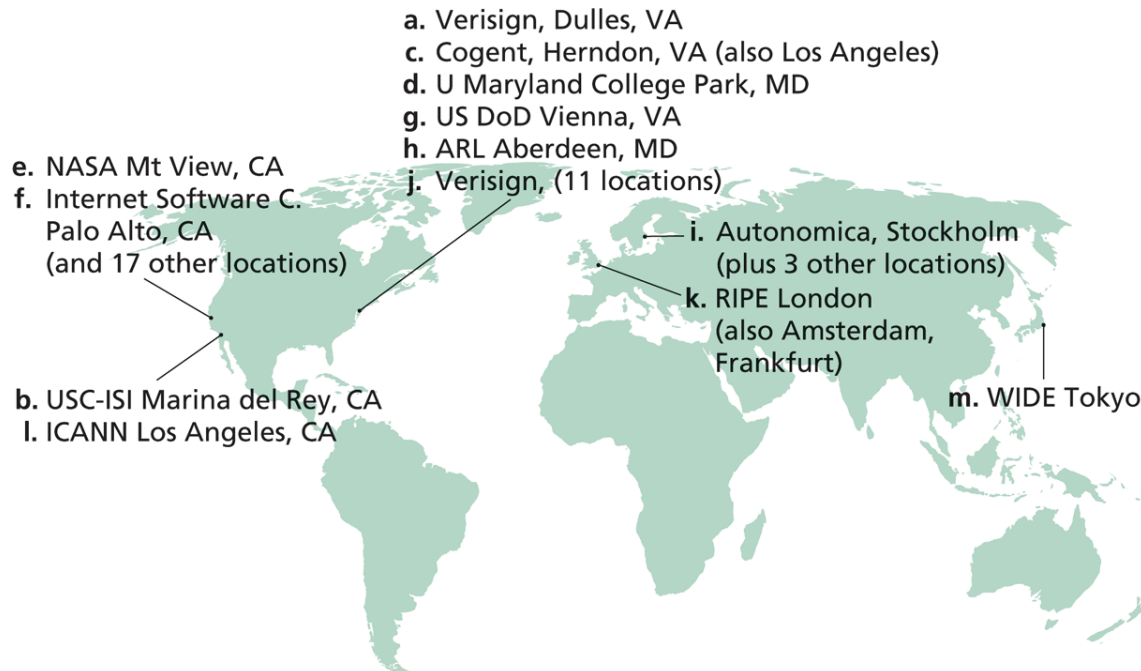 a. Verisign, Dulles, VA
c. Cogent, Herndon, VA (also Los Angeles)
d. U Maryland College Park, MD
g. US DoD Vienna, VA
h. ARL Aberdeen, MD
j. Verisign, (11 locations)
e. NASA Mt View, CA
f. Internet Software C.
Palo Alto, CA
(and 17 other locations)
i. Autonomica, Stockholm
(plus 3 other locations)
k. RIPE London
(also Amsterdam,
Frankfurt)
b. USC-ISI Marina del Rey, CA
l. ICANN Los Angeles, CA
m. WIDE Tokyo